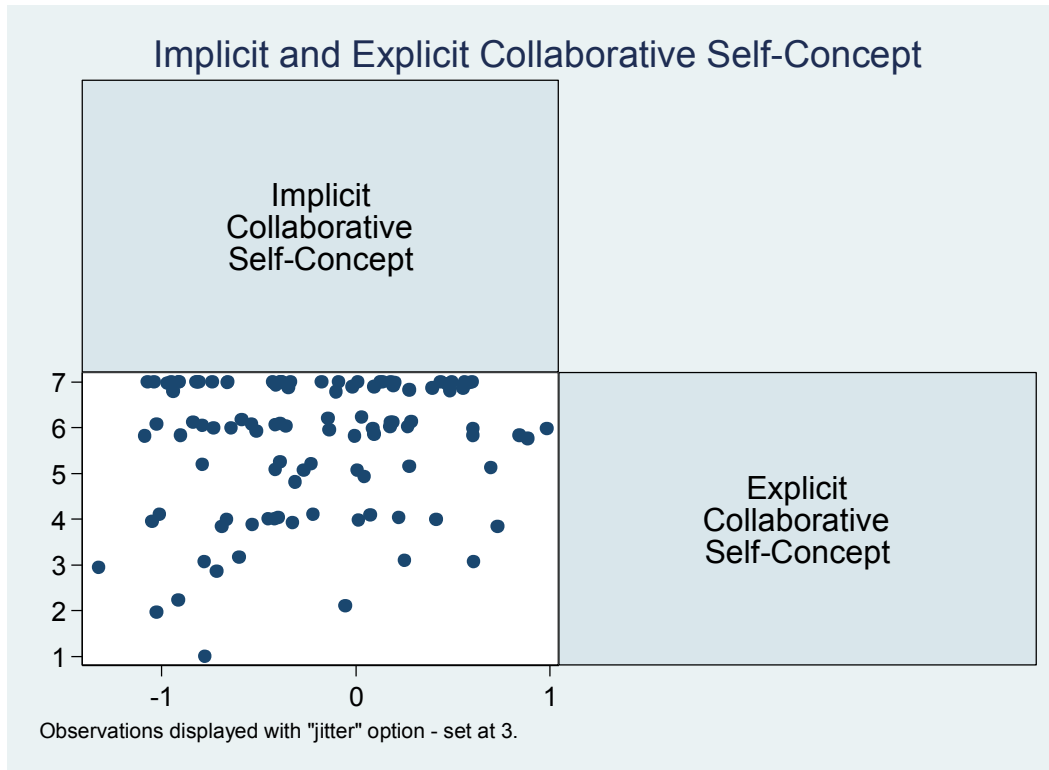 Implicit and Explicit Collaborative Self-Concept
Implicit
Collaborative
Self-Concept
7
6
5
4
3
2
1
Explicit
Collaborative
Self-Concept
-1
0
1
Observations displayed with "jitter" option - set at 3.